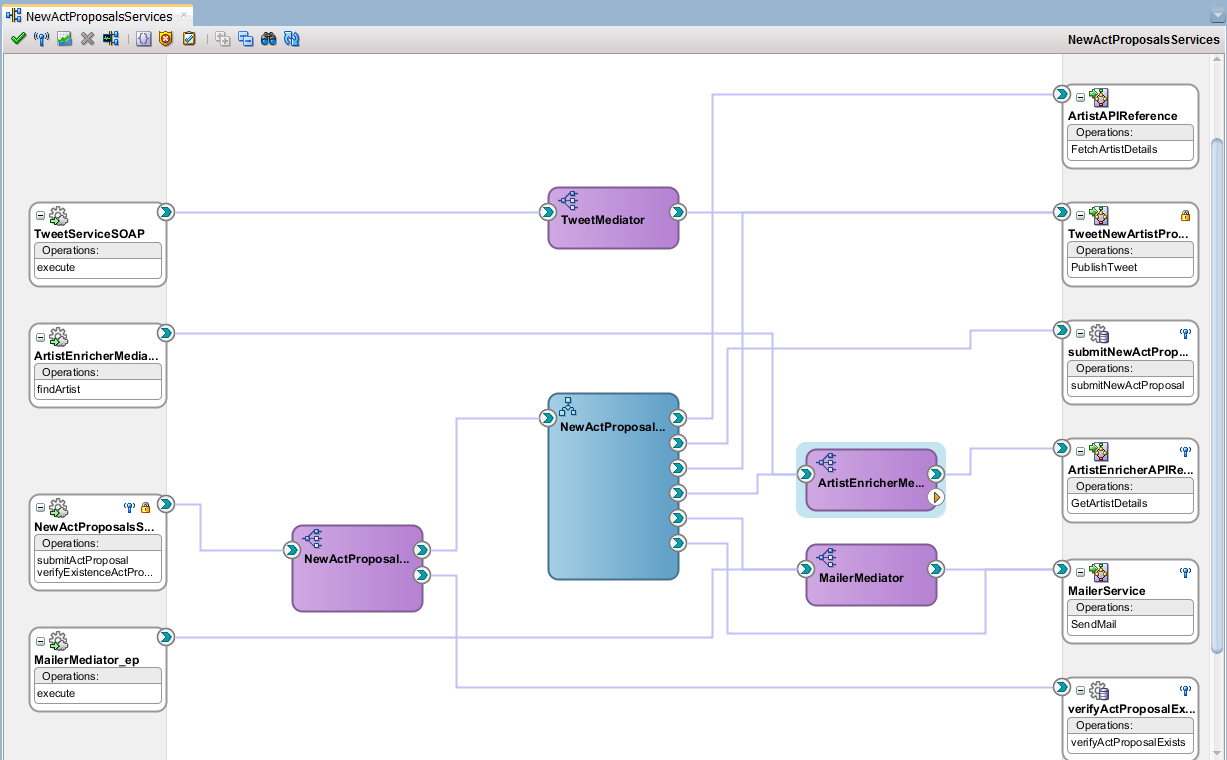 NewActProposalsServices
NewActProposalsServices
TweetServiceSOAP
Operations:
execute
ArtistEnricherMedia...
Operations:
findArtist
NewActProposalsS...
Operations:
submitActProposal
verifyExistenceActPro...
MailerMediator_ep
Operations:
execute
NewActProposal...
TweetMediator
NewActProposal...
ArtistEnricherMe...
MailerMediator
ArtistAPIReference
Operations:
FetchArtistDetails
TweetNewArtistPro...
Operations:
PublishTweet
submitNewActProp...
Operations:
submitNewActProposal
ArtistEnricherAPIRe...
Operations:
GetArtistDetails
MailerService
Operations:
SendMail
verifyActProposalEx...
Operations:
verifyActProposalExists